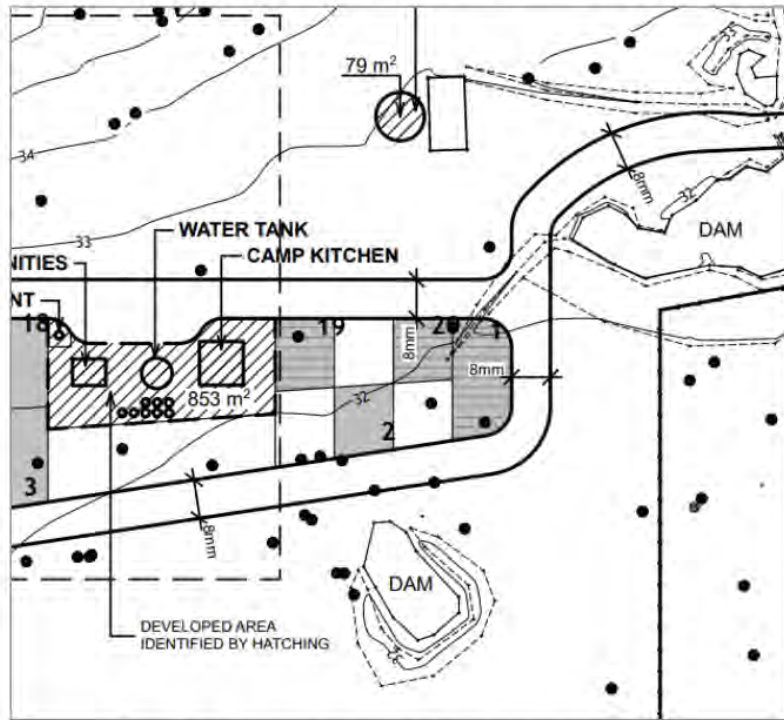 79 m²
34
8mm
32
DAM
33
WATER TANK
NITIES
CAMP KITCHEN
NT
18
19
20
1
8mm
8mm
853 m²
32
2
3
8mm
DAM
DEVELOPED AREA
IDENTIFIED BY HATCHING